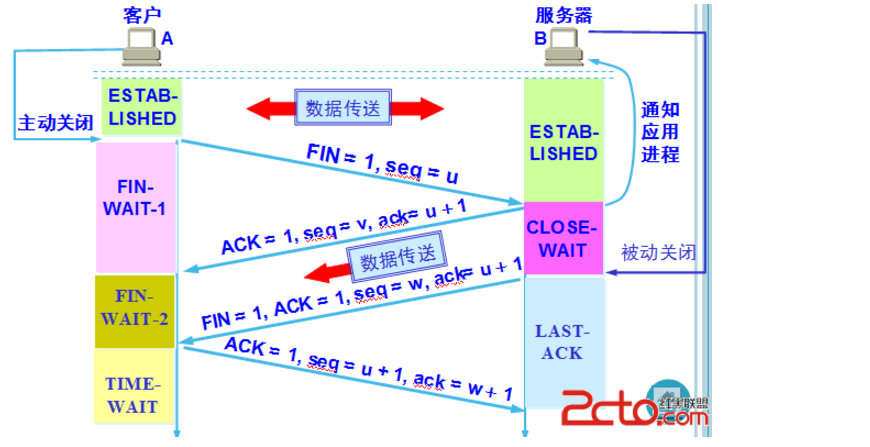 客户
服务器
A
B
ESTAB-
LISHED
数据传送
主动关闭
通知
应用
进程
ESTAB-
LISHED
FIN = 1, seq = u
FIN-
WAIT-1
ACK = 1, seq = v, ack= u + 1
CLOSE-
WAIT
数据传送
被动关闭
FIN = 1, ACK = 1, seq = w, ack= u + 1
FIN-
WAIT-2
LAST-
ACK
ACK = 1, seq = u + 1, ack = w + 1
TIME-
WAIT
红黑联盟
2cto.com